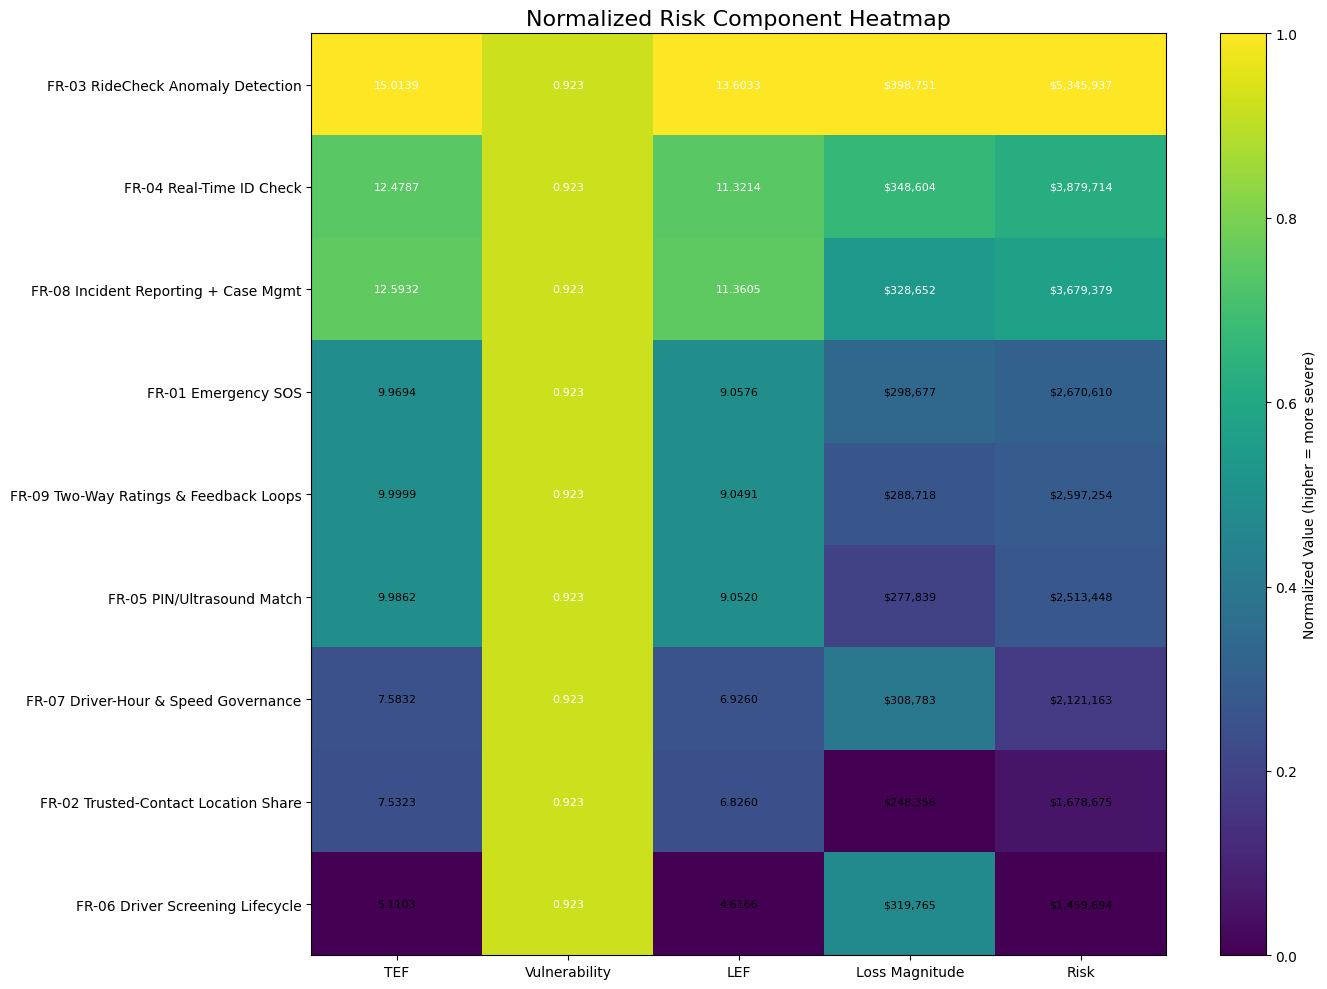 Normalized Risk Component Heatmap
FR-03 RideCheck Anomaly Detection 15.0139 0.923 13.6033 $398,751 $5,345,937
FR-04 Real-Time ID Check 12.4787 0.923 11.3214 $348,604 $3,879,714
FR-08 Incident Reporting + Case Mgmt 12.5932 0.923 11.3605 $328,652 $3,679,379
FR-01 Emergency SOS 9.9694 0.923 9.0576 $298,677 $2,670,610
FR-09 Two-Way Ratings & Feedback Loops 9.9999 0.923 9.0491 $288,718 $2,597,254
FR-05 PIN/Ultrasound Match 9.9862 0.923 9.0520 $277,839 $2,513,448
FR-07 Driver-Hour & Speed Governance 7.5832 0.923 6.9260 $308,783 $2,121,163
FR-02 Trusted-Contact Location Share 7.5323 0.923 6.8260 $248,356 $1,678,675
FR-06 Driver Screening Lifecycle 5.1103 0.923 4.6166 $319,765 $1,459,694
TEF Vulnerability LEF Loss Magnitude Risk
1.0
0.8
0.6
0.4
0.2
0.0
Normalized Value (higher = more severe)